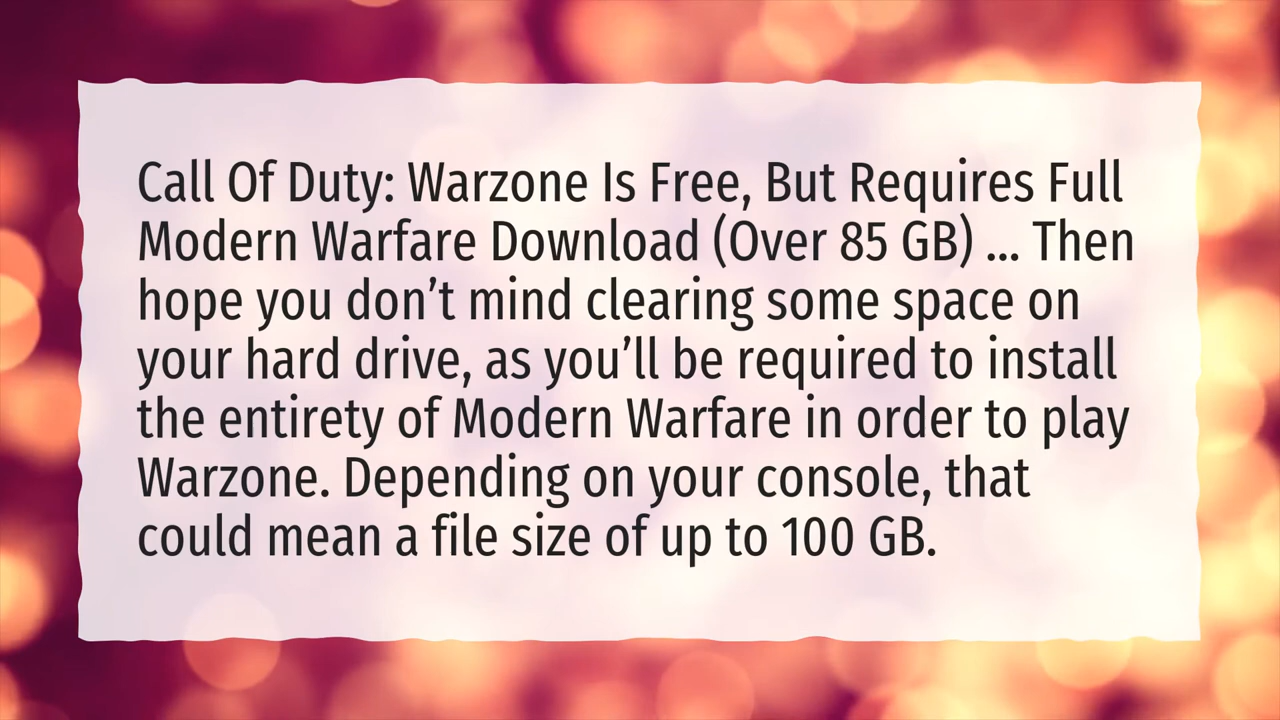 Call Of Duty: Warzone Is Free, But Requires Full
Modern Warfare Download (Over 85 GB) ... Then
hope you don’t mind clearing some space on
your hard drive, as you’ll be required to install
the entirety of Modern Warfare in order to play
Warzone. Depending on your console, that
could mean a file size of up to 100 GB.